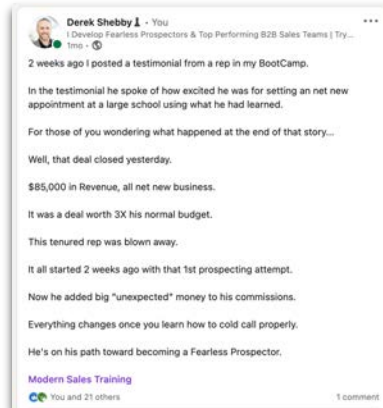 Derek Shebby • You
I Develop Fearless Prospectors & Top Performing B2B Sales Teams | Try...
1mo •
2 weeks ago I posted a testimonial from a rep in my BootCamp.
In the testimonial he spoke of how excited he was for setting an net new
appointment at a large school using what he had learned.
For those of you wondering what happened at the end of that story...
Well, that deal closed yesterday.
$85,000 in Revenue, all net new business.
It was a deal worth 3X his normal budget.
This tenured rep was blown away.
It all started 2 weeks ago with that 1st prospecting attempt.
Now he added big "unexpected" money to his commissions.
Everything changes once you learn how to cold call properly.
He's on his path toward becoming a Fearless Prospector.
Modern Sales Training
You and 21 others
1 comment